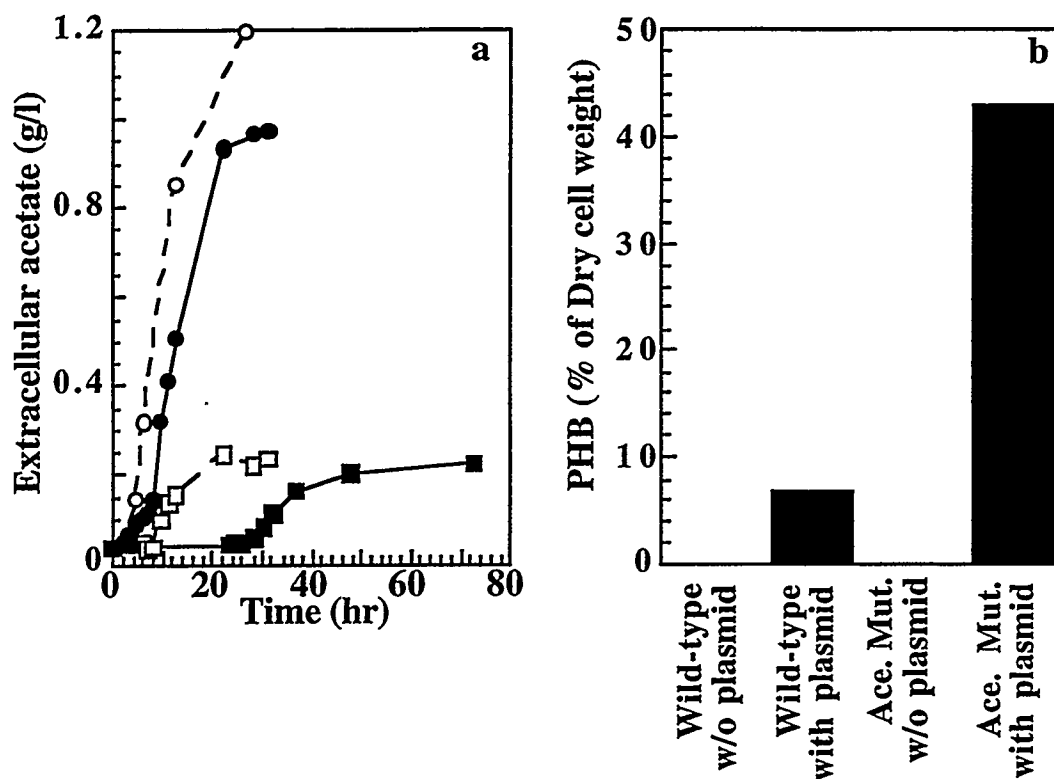 a
Extracellular acetate (g/l)
1.2
0.8
0.4
0
0 20 40 60 80
Time (hr)
b
PHB (% of Dry cell weight)
50
40
30
20
10
0
Wild-type
w/o plasmid
Wild-type
with plasmid
Ace. Mut.
w/o plasmid
Ace. Mut.
with plasmid